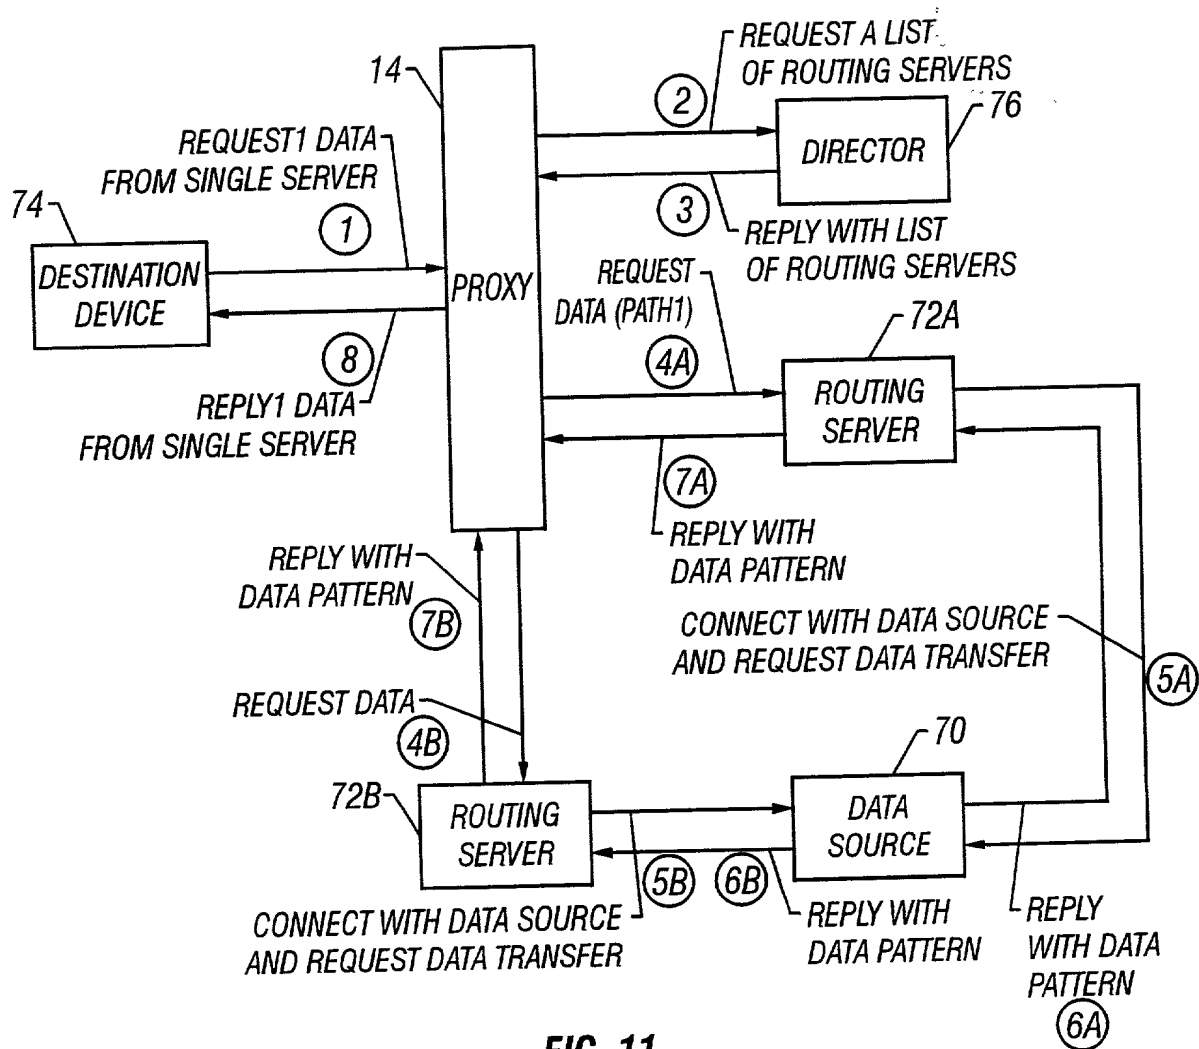 REQUEST A LIST
OF ROUTING SERVERS
14
2
76
DIRECTOR
REQUEST1 DATA
FROM SINGLE SERVER
74
1
3
REPLY WITH LIST
OF ROUTING SERVERS
DESTINATION
DEVICE
PROXY
REQUEST
DATA (PATH1)
72A
8
4A
REPLY1 DATA
FROM SINGLE SERVER
ROUTING
SERVER
7A
REPLY WITH
DATA PATTERN
REPLY WITH
DATA PATTERN
7B
CONNECT WITH DATA SOURCE
AND REQUEST DATA TRANSFER
5A
REQUEST DATA
4B
70
72B
ROUTING
SERVER
DATA
SOURCE
5B
6B
CONNECT WITH DATA SOURCE
AND REQUEST DATA TRANSFER
REPLY WITH
DATA PATTERN
REPLY
WITH DATA
PATTERN
6A
FIG. 11